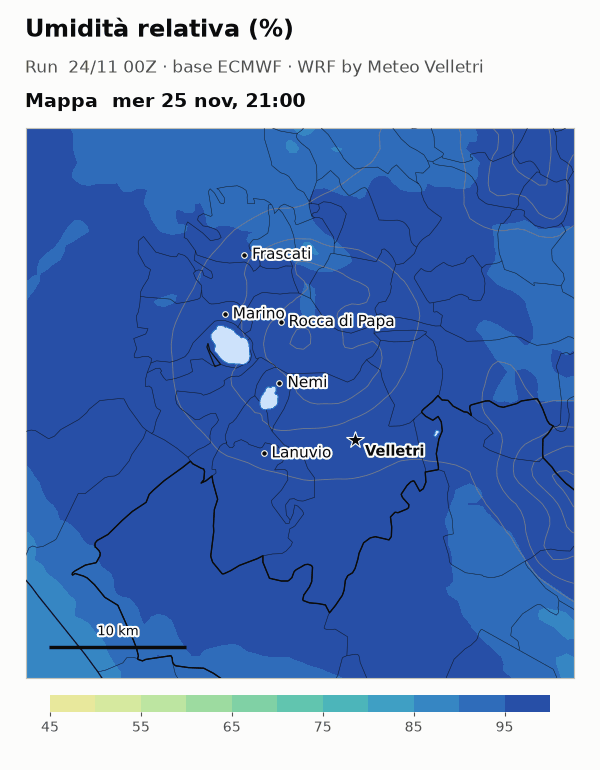 Umidità relativa (%)
Run  24/11 00Z · base ECMWF · WRF by Meteo Velletri
Mappa  mer 25 nov, 21:00
Frascati
Marino
Rocca di Papa
Nemi
Velletri
Lanuvio
10 km
45 55 65 75 85 95